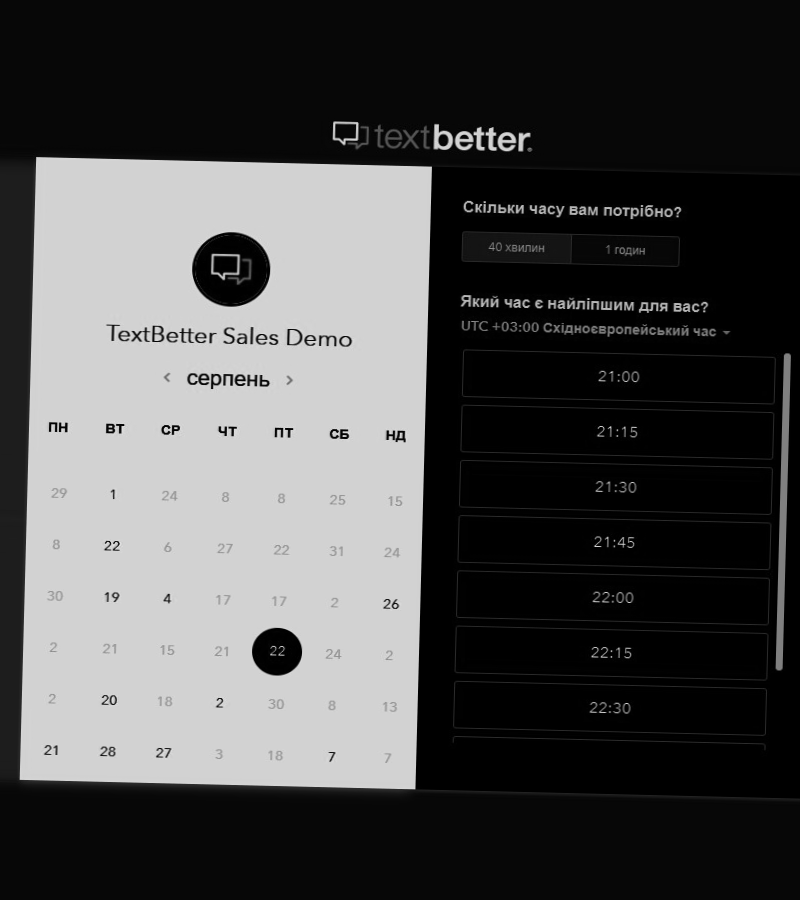 textbetter.
TextBetter Sales Demo
серпень
ПН ВТ СР ЧТ ПТ СБ НД
29 1 24 8 8 25 15
8 22 6 27 22 31 24
30 19 4 17 17 2 26
2 21 15 21 22 24 2
2 20 18 2 30 8 13
21 28 27 3 18 7 7
Скільки часу вам потрібно?
40 хвилин 1 годин
Який час є найліпшим для вас?
UTC +03:00 Східноєвропейський час
21:00
21:15
21:30
21:45
22:00
22:15
22:30